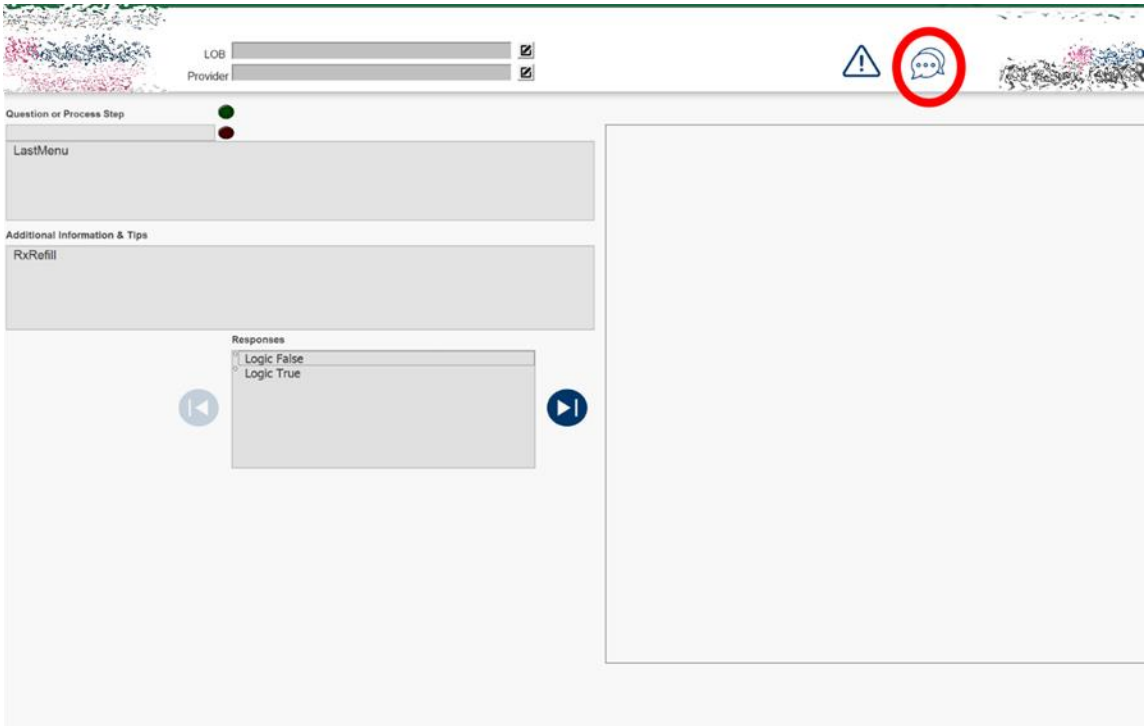 LOB
Provider
Question or Process Step
LastMenu
Additional Information & Tips
RxRefill
Responses
Logic False
Logic True